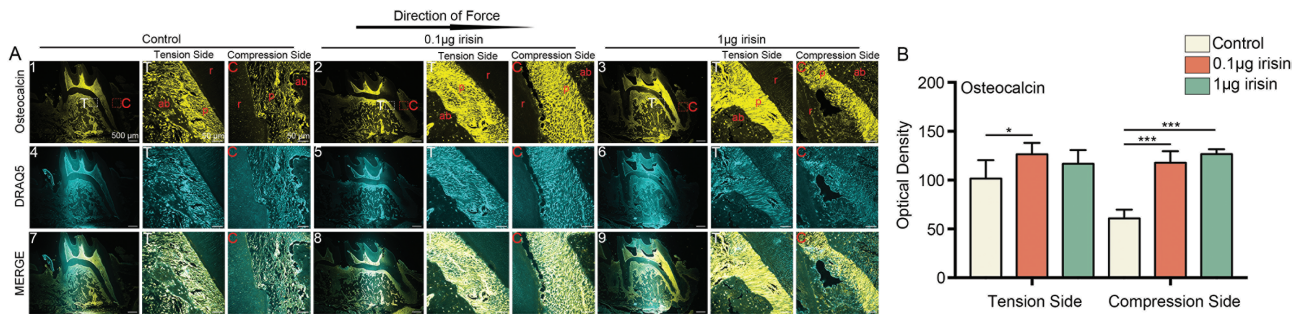 Direction of Force
A
Control
0.1µg irisin
1µg irisin
Tension Side
Compression Side
Tension Side
Compression Side
Tension Side
Compression Side
Osteocalcin
1
T
C
500 µm
T
r
ab
p
50 µm
C
ab
p
r
50 µm
2
T
C
T
r
p
ab
C
ab
p
r
3
T
C
T
r
p
ab
C
p
ab
r
DRAQ5
4
T
C
5
T
C
6
T
C
MERGE
7
T
C
8
T
C
9
T
C
B
Control
0.1µg irisin
1µg irisin
Osteocalcin
Optical Density
200
150
100
50
0
*
***
***
Tension Side
Compression Side